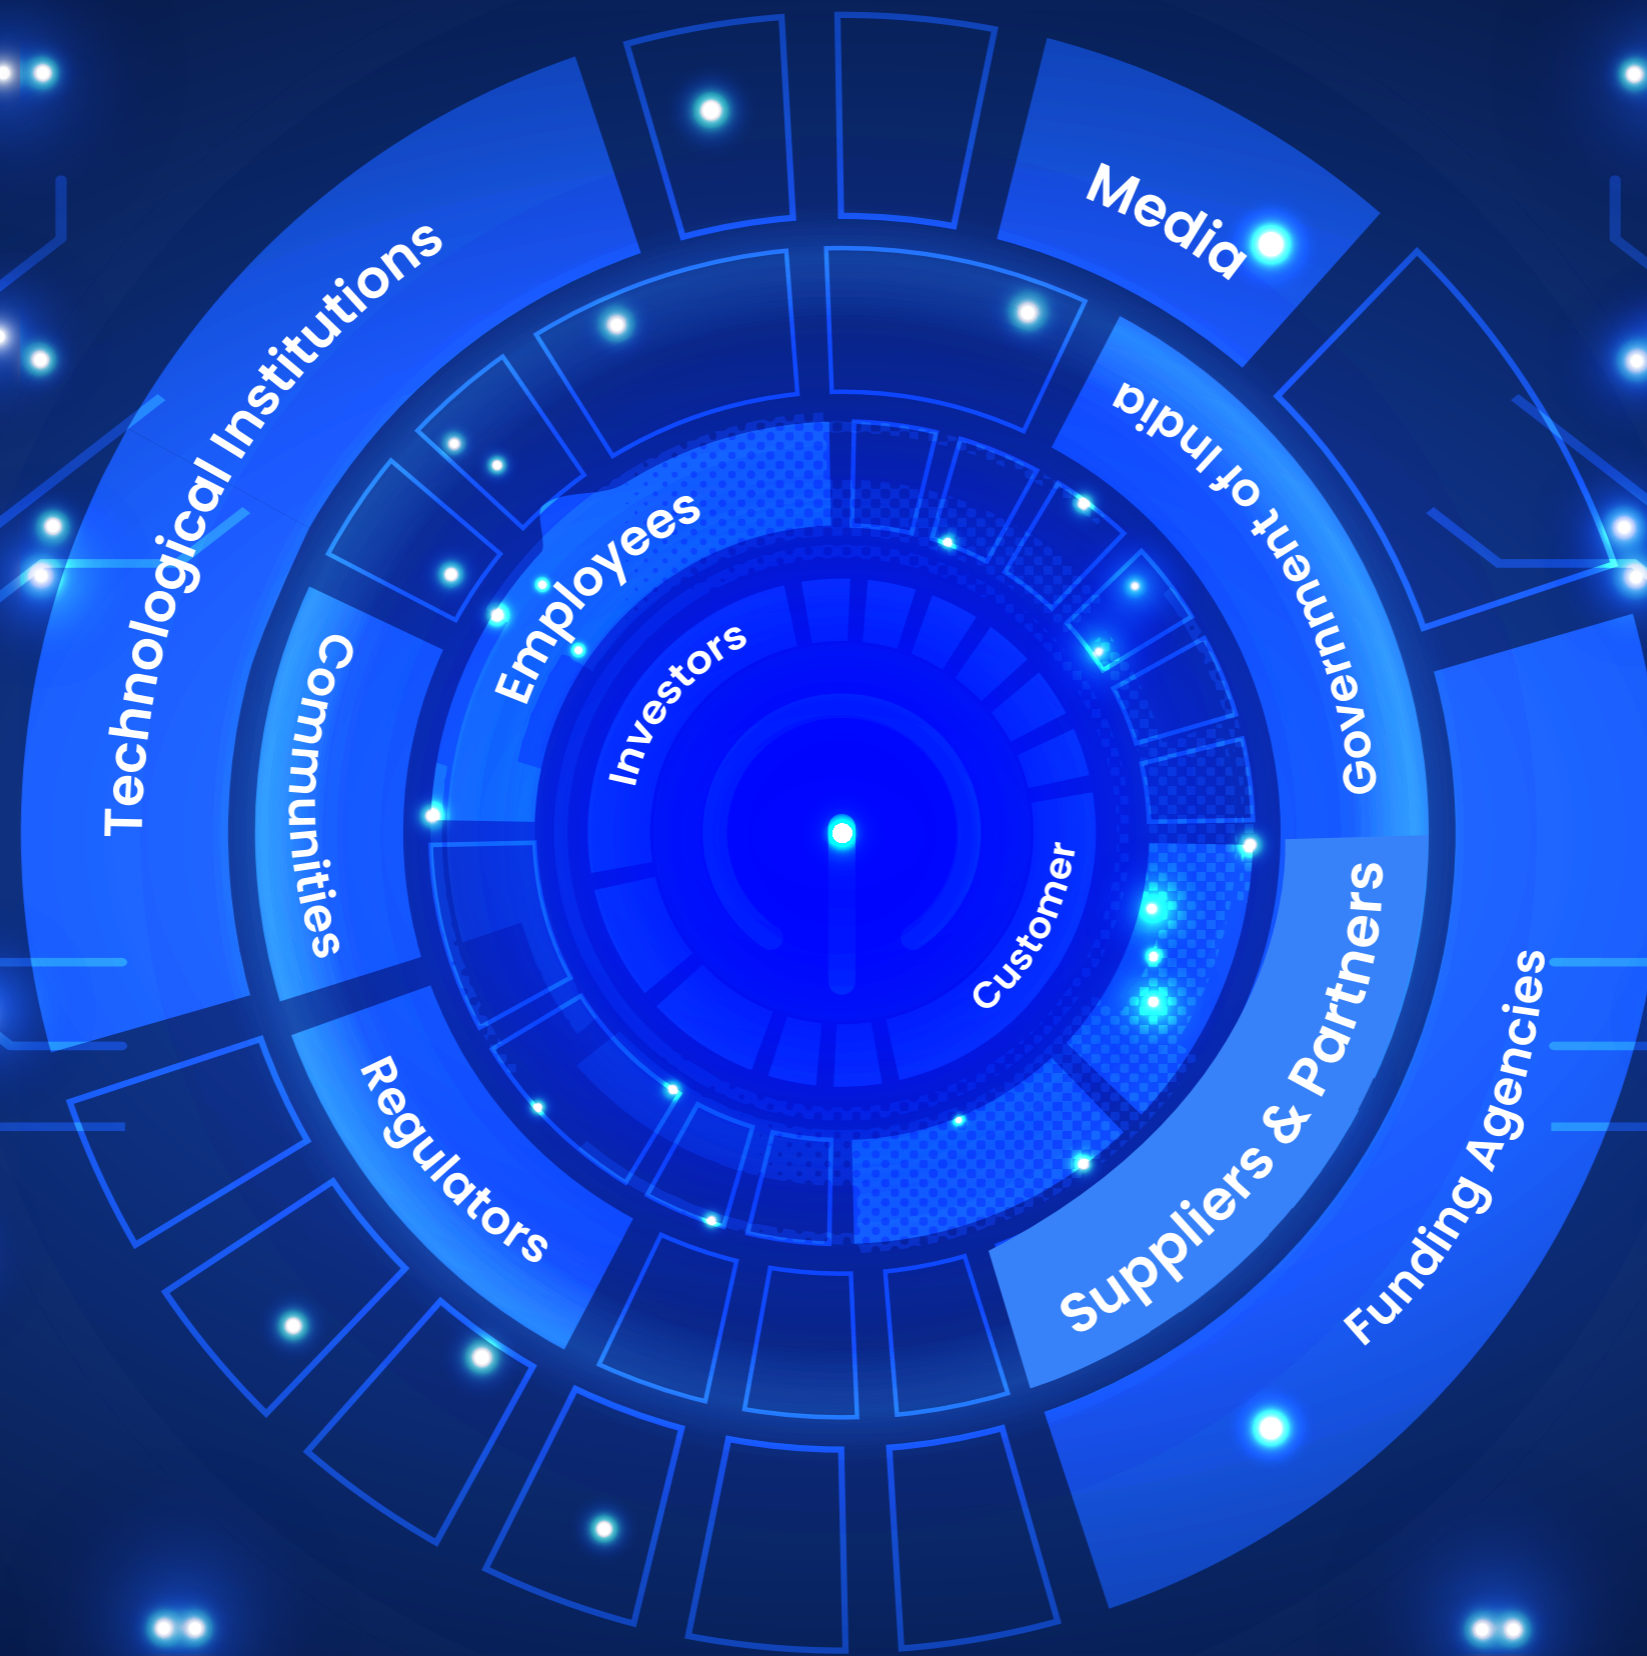 Technological Institutions
Media
Government of India
Communities
Employees
Investors
Customer
Suppliers & Partners
Funding Agencies
Regulators